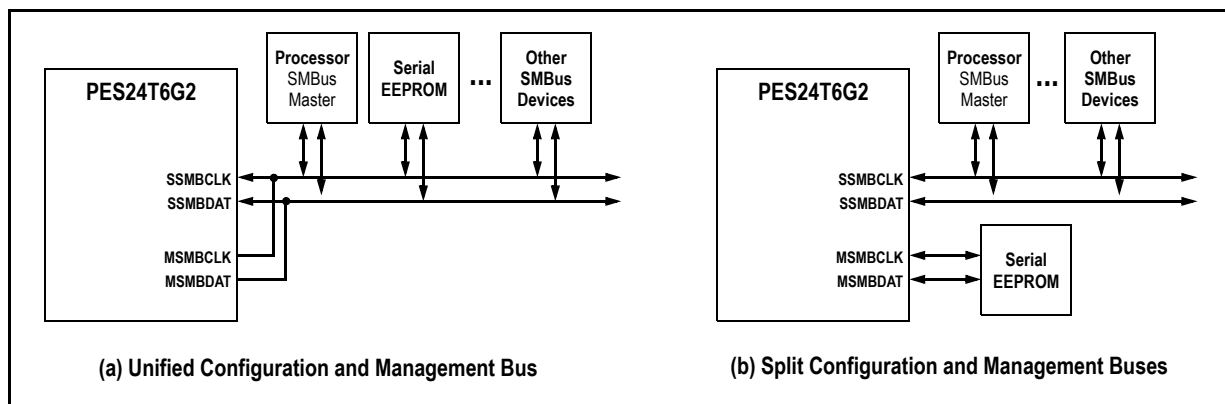 PES24T6G2
Processor
SMBus
Master
Serial
EEPROM
...
Other
SMBus
Devices
SSMBCLK
SSMBDAT
MSMBCLK
MSMBDAT
(a) Unified Configuration and Management Bus
PES24T6G2
Processor
SMBus
Master
...
Other
SMBus
Devices
SSMBCLK
SSMBDAT
MSMBCLK
MSMBDAT
Serial
EEPROM
(b) Split Configuration and Management Buses